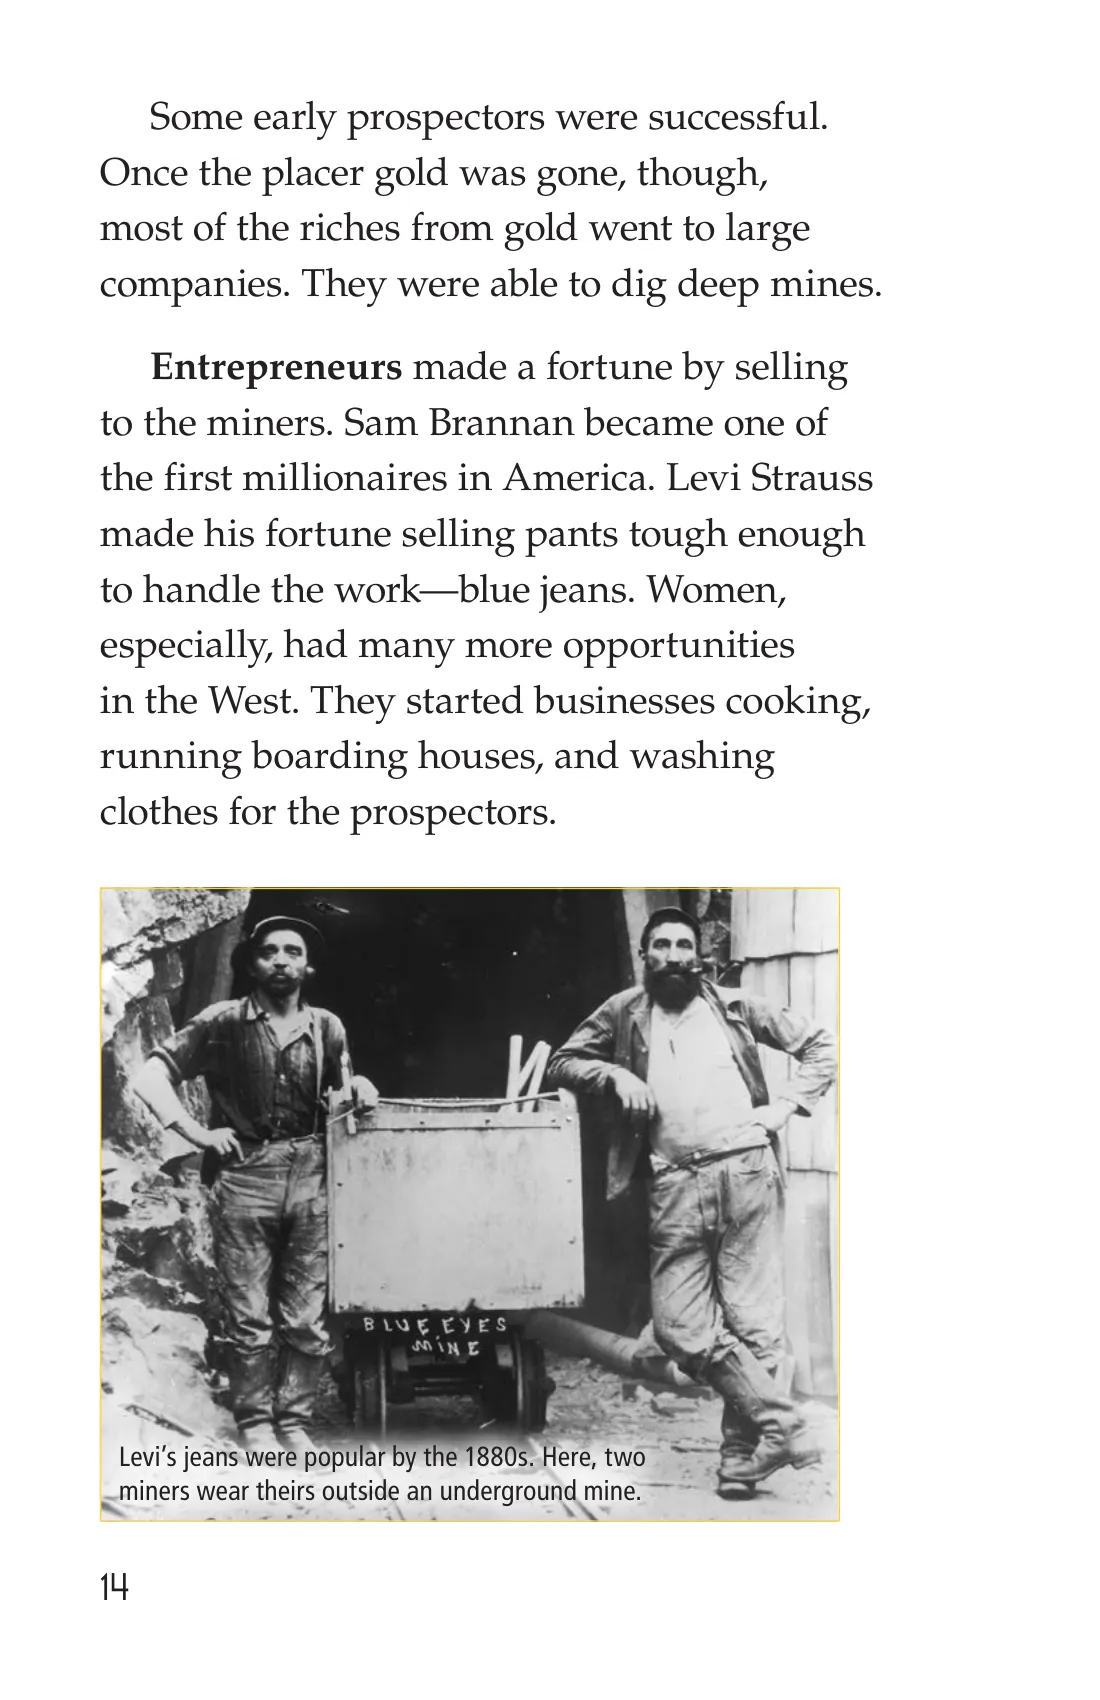 Some early prospectors were successful.
Once the placer gold was gone, though,
most of the riches from gold went to large
companies. They were able to dig deep mines.
Entrepreneurs made a fortune by selling
to the miners. Sam Brannan became one of
the first millionaires in America. Levi Strauss
made his fortune selling pants tough enough
to handle the work—blue jeans. Women,
especially, had many more opportunities
in the West. They started businesses cooking,
running boarding houses, and washing
clothes for the prospectors.
BLUE EYES
MiNE
Levi's jeans were popular by the 1880s. Here, two
miners wear theirs outside an underground mine.
14